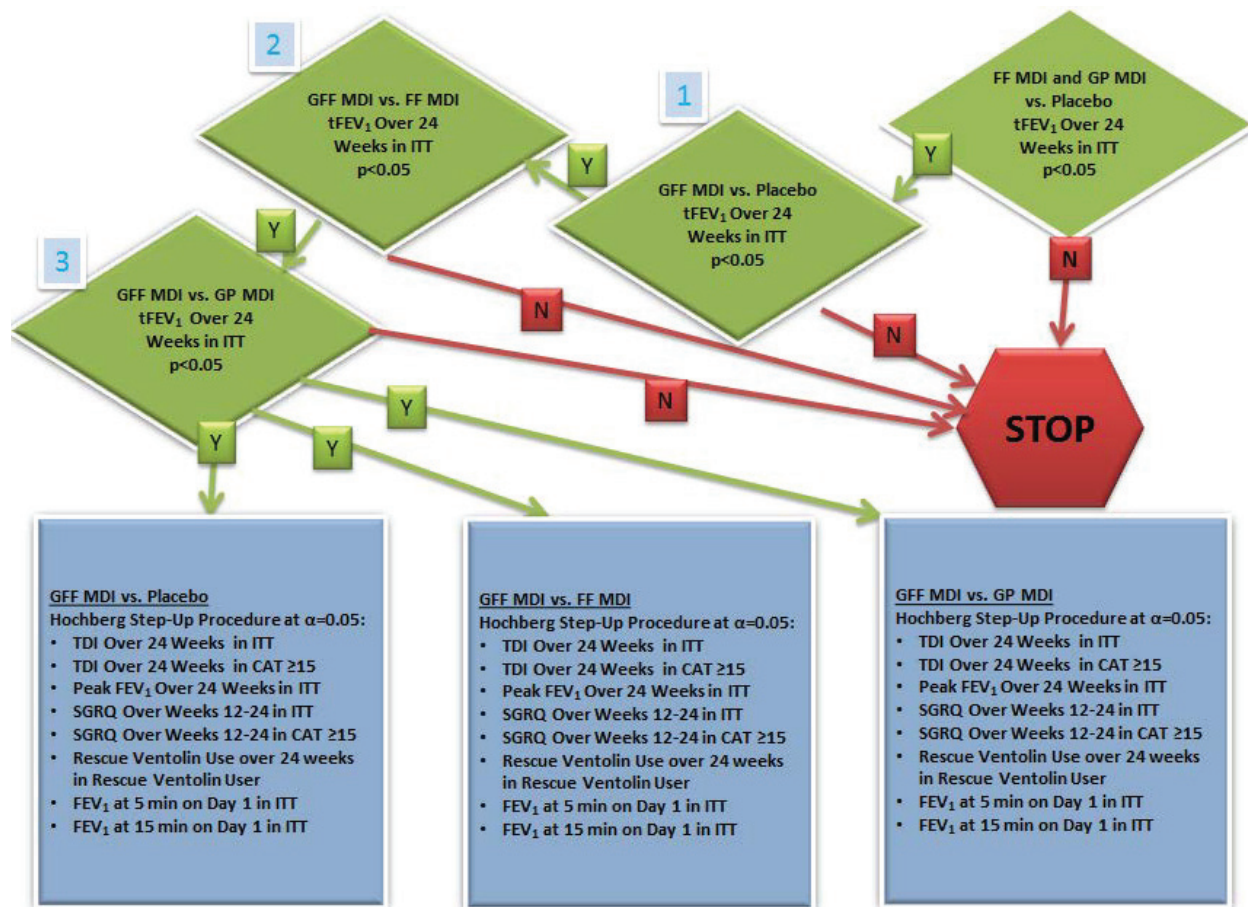 2
GFF MDI vs. FF MDI
tFEV₁ Over 24
Weeks in ITT
p<0.05
1
FF MDI and GP MDI
vs. Placebo
tFEV₁ Over 24
Weeks in ITT
p<0.05
Y
Y
GFF MDI vs. Placebo
tFEV₁ Over 24
Weeks in ITT
p<0.05
Y
3
GFF MDI vs. GP MDI
tFEV₁ Over 24
Weeks in ITT
p<0.05
N
N
N
N
STOP
Y
Y
Y
GFF MDI vs. Placebo
Hochberg Step-Up Procedure at α=0.05:
• TDI Over 24 Weeks in ITT
• TDI Over 24 Weeks in CAT ≥15
• Peak FEV₁ Over 24 Weeks in ITT
• SGRQ Over Weeks 12-24 in ITT
• SGRQ Over Weeks 12-24 in CAT ≥15
• Rescue Ventolin Use over 24 weeks
in Rescue Ventolin User
• FEV₁ at 5 min on Day 1 in ITT
• FEV₁ at 15 min on Day 1 in ITT
GFF MDI vs. FF MDI
Hochberg Step-Up Procedure at α=0.05:
• TDI Over 24 Weeks in ITT
• TDI Over 24 Weeks in CAT ≥15
• Peak FEV₁ Over 24 Weeks in ITT
• SGRQ Over Weeks 12-24 in ITT
• SGRQ Over Weeks 12-24 in CAT ≥15
• Rescue Ventolin Use over 24 weeks
in Rescue Ventolin User
• FEV₁ at 5 min on Day 1 in ITT
• FEV₁ at 15 min on Day 1 in ITT
GFF MDI vs. GP MDI
Hochberg Step-Up Procedure at α=0.05:
• TDI Over 24 Weeks in ITT
• TDI Over 24 Weeks in CAT ≥15
• Peak FEV₁ Over 24 Weeks in ITT
• SGRQ Over Weeks 12-24 in ITT
• SGRQ Over Weeks 12-24 in CAT ≥15
• Rescue Ventolin Use over 24 weeks
in Rescue Ventolin User
• FEV₁ at 5 min on Day 1 in ITT
• FEV₁ at 15 min on Day 1 in ITT